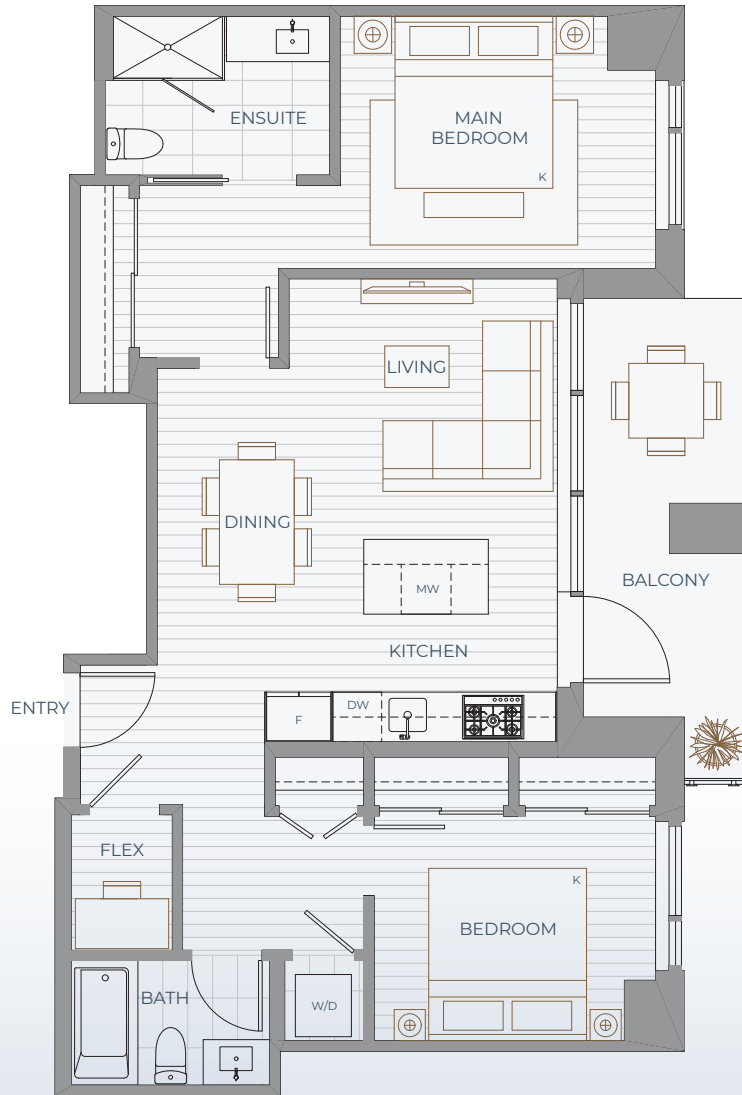 ENSUITE
MAIN
BEDROOM
K
LIVING
DINING
MW
BALCONY
KITCHEN
ENTRY
DW
F
FLEX
K
BEDROOM
BATH
W/D